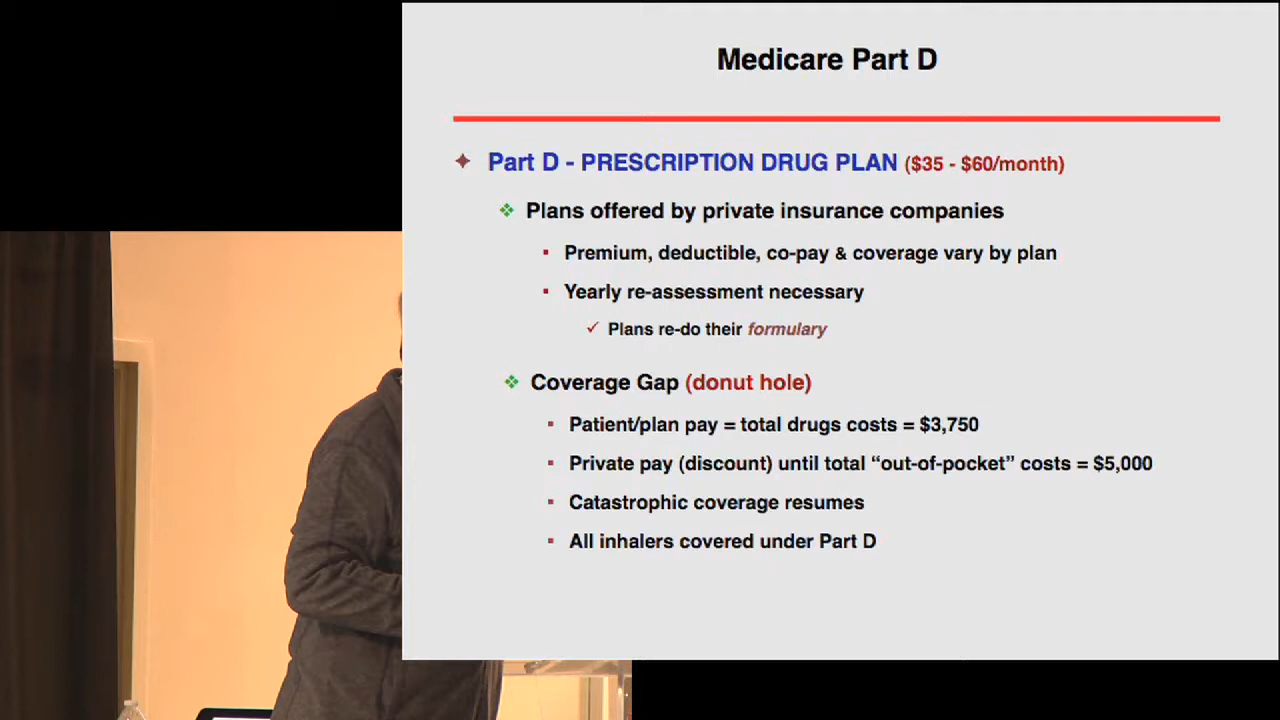 Medicare Part D
Part D - PRESCRIPTION DRUG PLAN ($35 - $60/month)
Plans offered by private insurance companies
Premium, deductible, co-pay & coverage vary by plan
Yearly re-assessment necessary
Plans re-do their formulary
Coverage Gap (donut hole)
Patient/plan pay = total drugs costs = $3,750
Private pay (discount) until total “out-of-pocket” costs = $5,000
Catastrophic coverage resumes
All inhalers covered under Part D